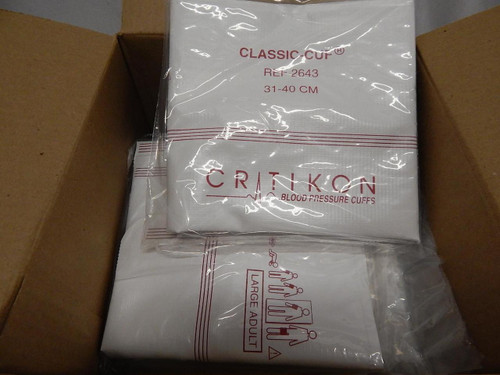 CLASSIC-CUF®
REF 2643
31-40 CM
CRITIKON
BLOOD PRESSURE CUFFS
LARGE ADULT